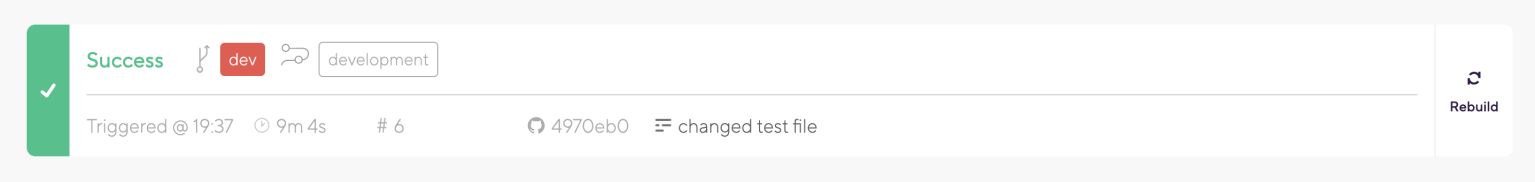 Success dev development
Triggered @ 19:37 9m 4s # 6 4970eb0 changed test file
Rebuild